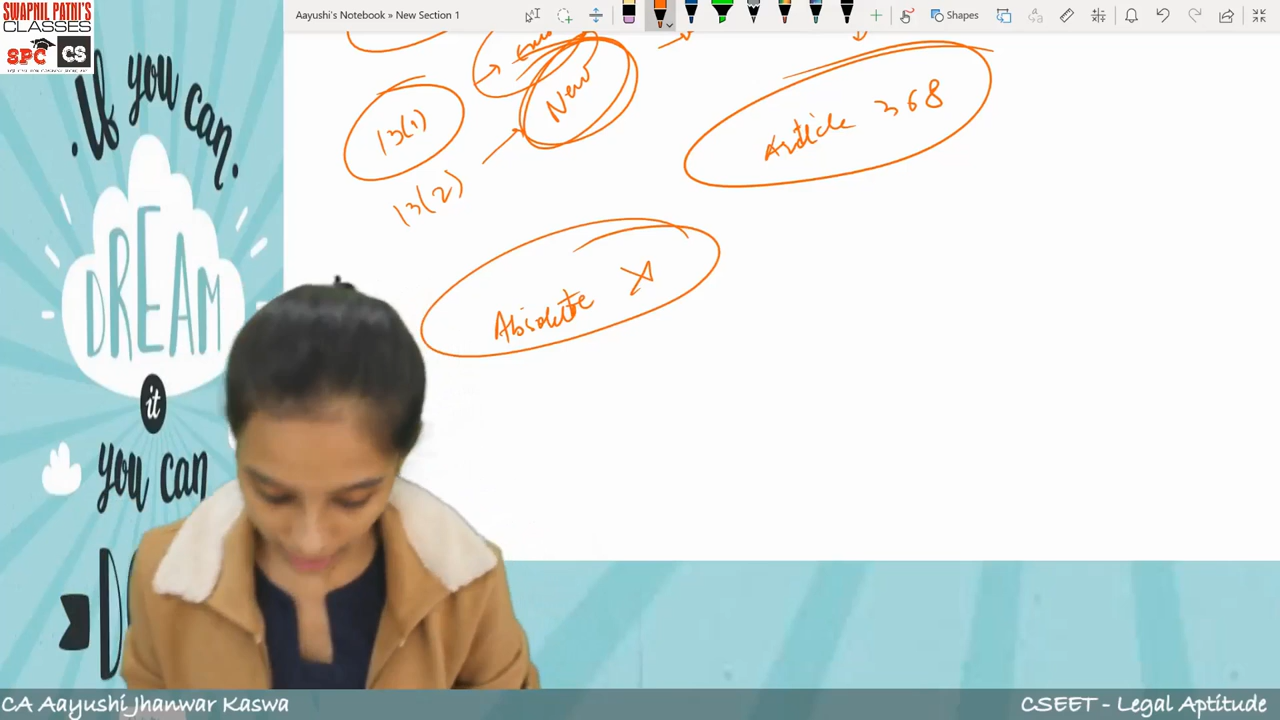 SWAPNIL PATNI'S
CLASSES
SPC CS
Aayushi's Notebook » New Section 1
Shapes
If you can
DREAM
it
you can
D
New
13(1)
13(2)
Article 368
Absolute X
CA Aayushi Jhanwar Kaswa
CSEET - Legal Aptitude